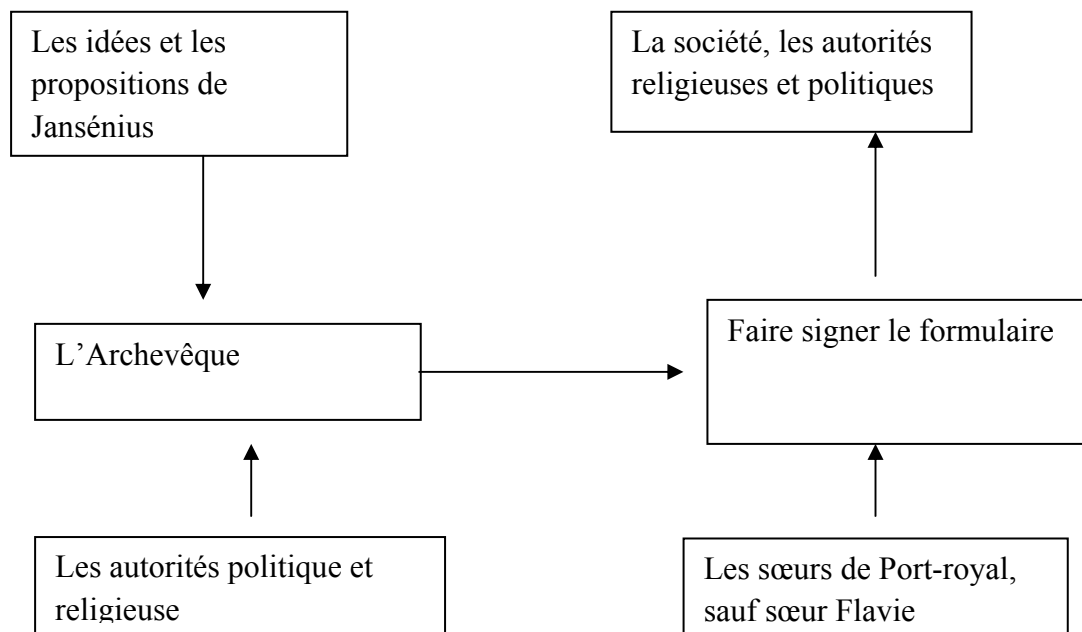 Les idées et les
propositions de
Jansénius
La société, les autorités
religieuses et politiques
L’Archevêque
Faire signer le formulaire
Les autorités politique et
religieuse
Les sœurs de Port-royal,
sauf sœur Flavie